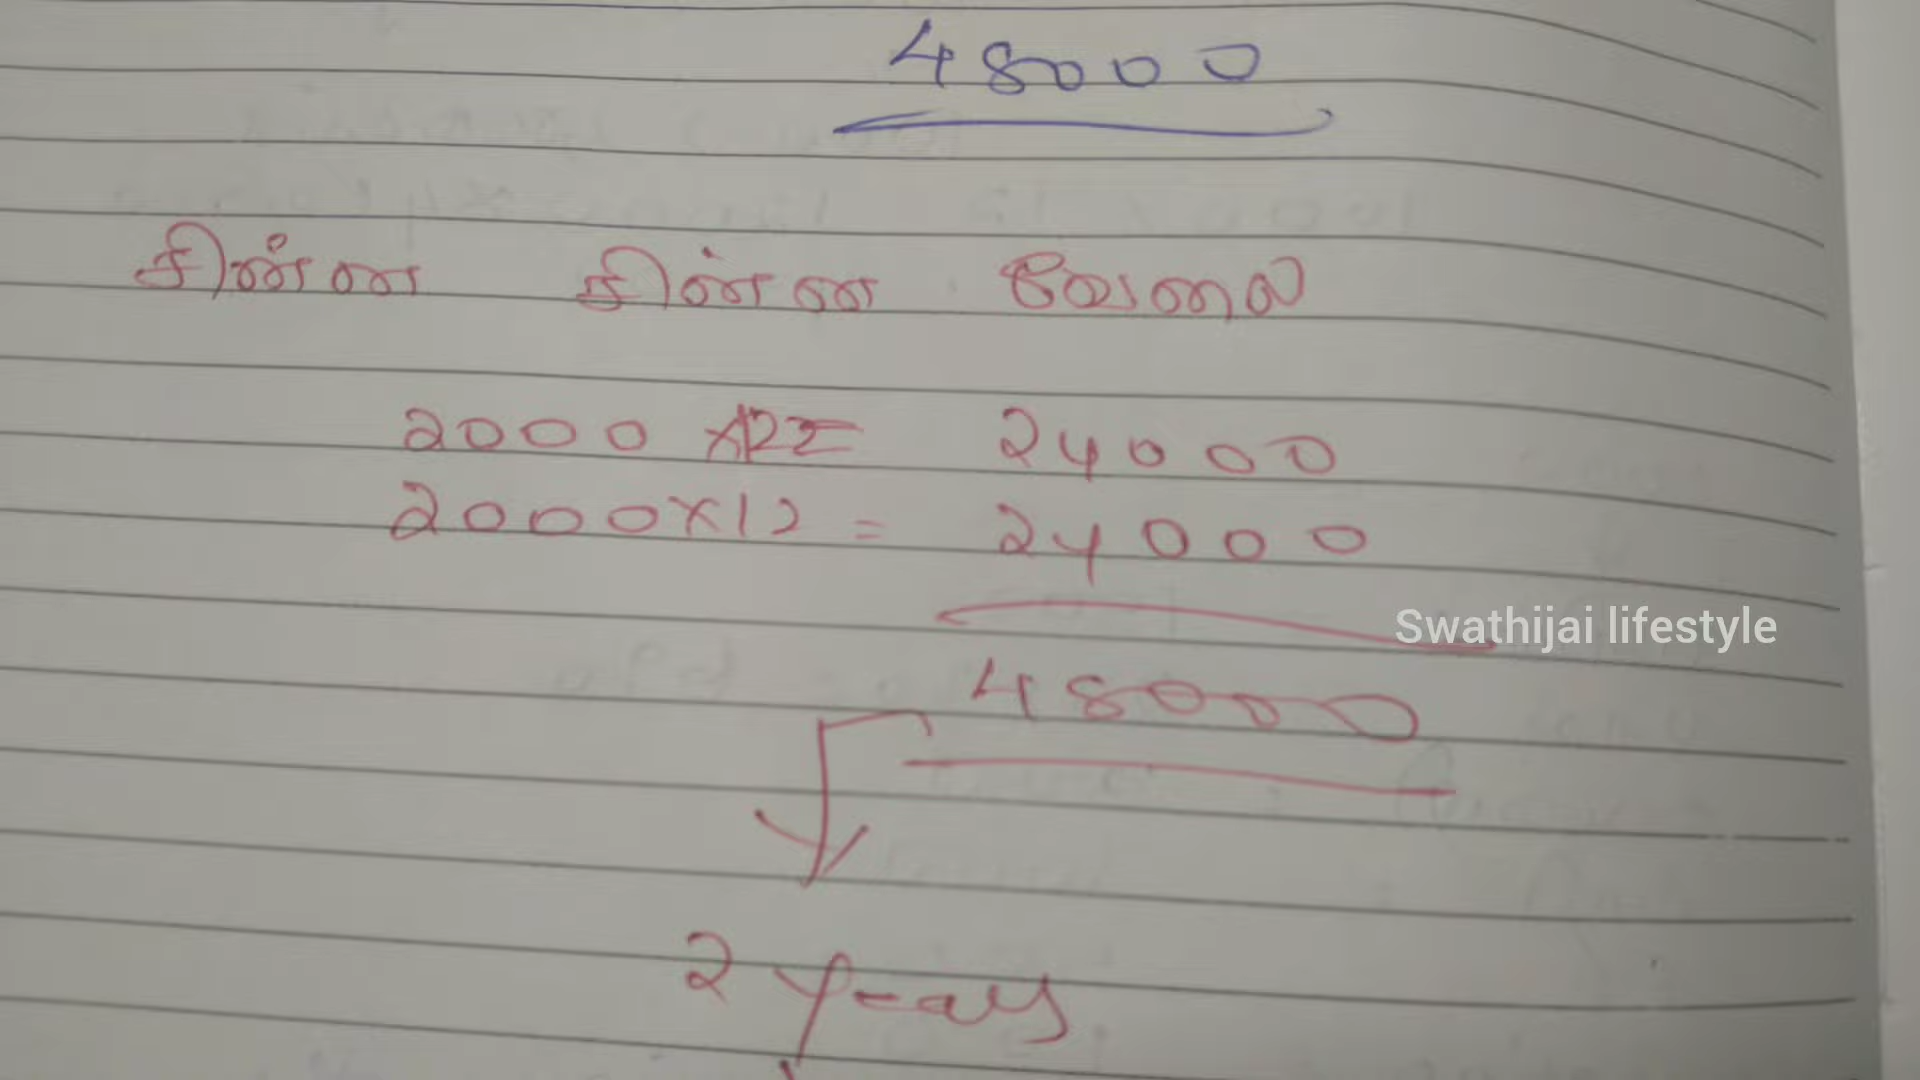 48000
சின்ன சின்ன வேலை
2000 x12= 24000
2000x12 = 24000
Swathijai lifestyle
48000
2 years